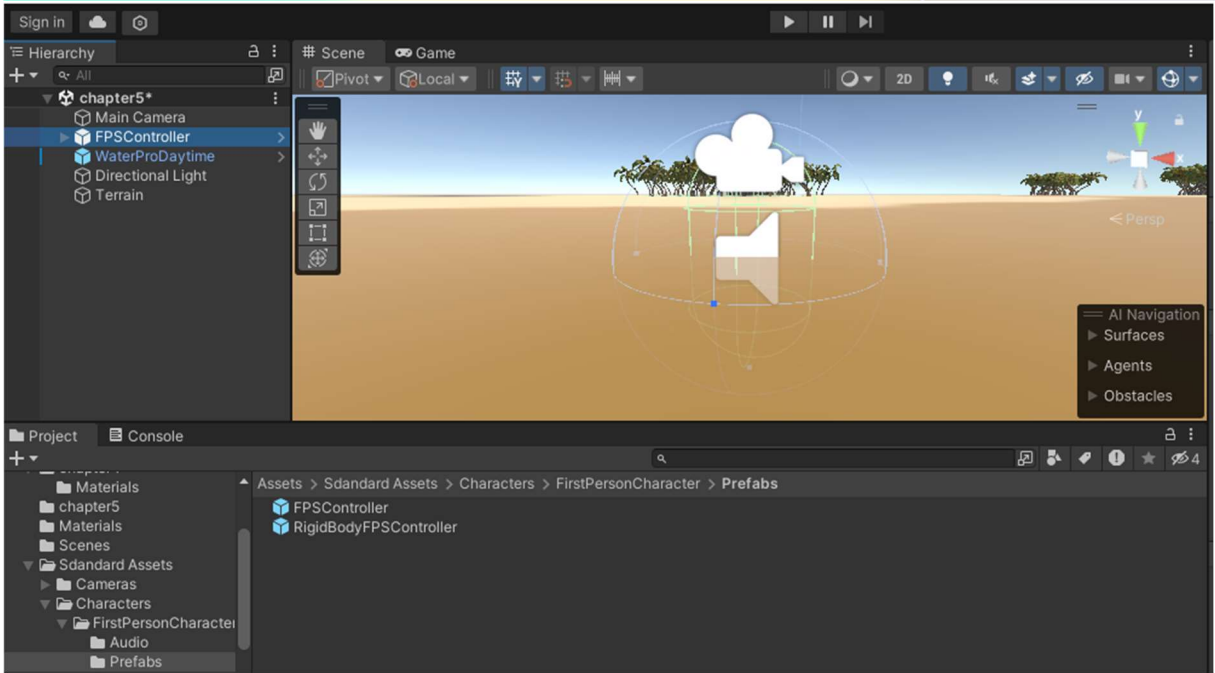 Sign in
Hierarchy
Scene
Game
All
Pivot
Local
2D
chapter5*
Main Camera
FPSController
WaterProDaytime
Directional Light
Terrain
y
x
Persp
AI Navigation
Surfaces
Agents
Obstacles
Project
Console
4
Materials
chapter5
Materials
Scenes
Sdandard Assets
Cameras
Characters
FirstPersonCharacter
Audio
Prefabs
Assets > Sdandard Assets > Characters > FirstPersonCharacter > Prefabs
FPSController
RigidBodyFPSController